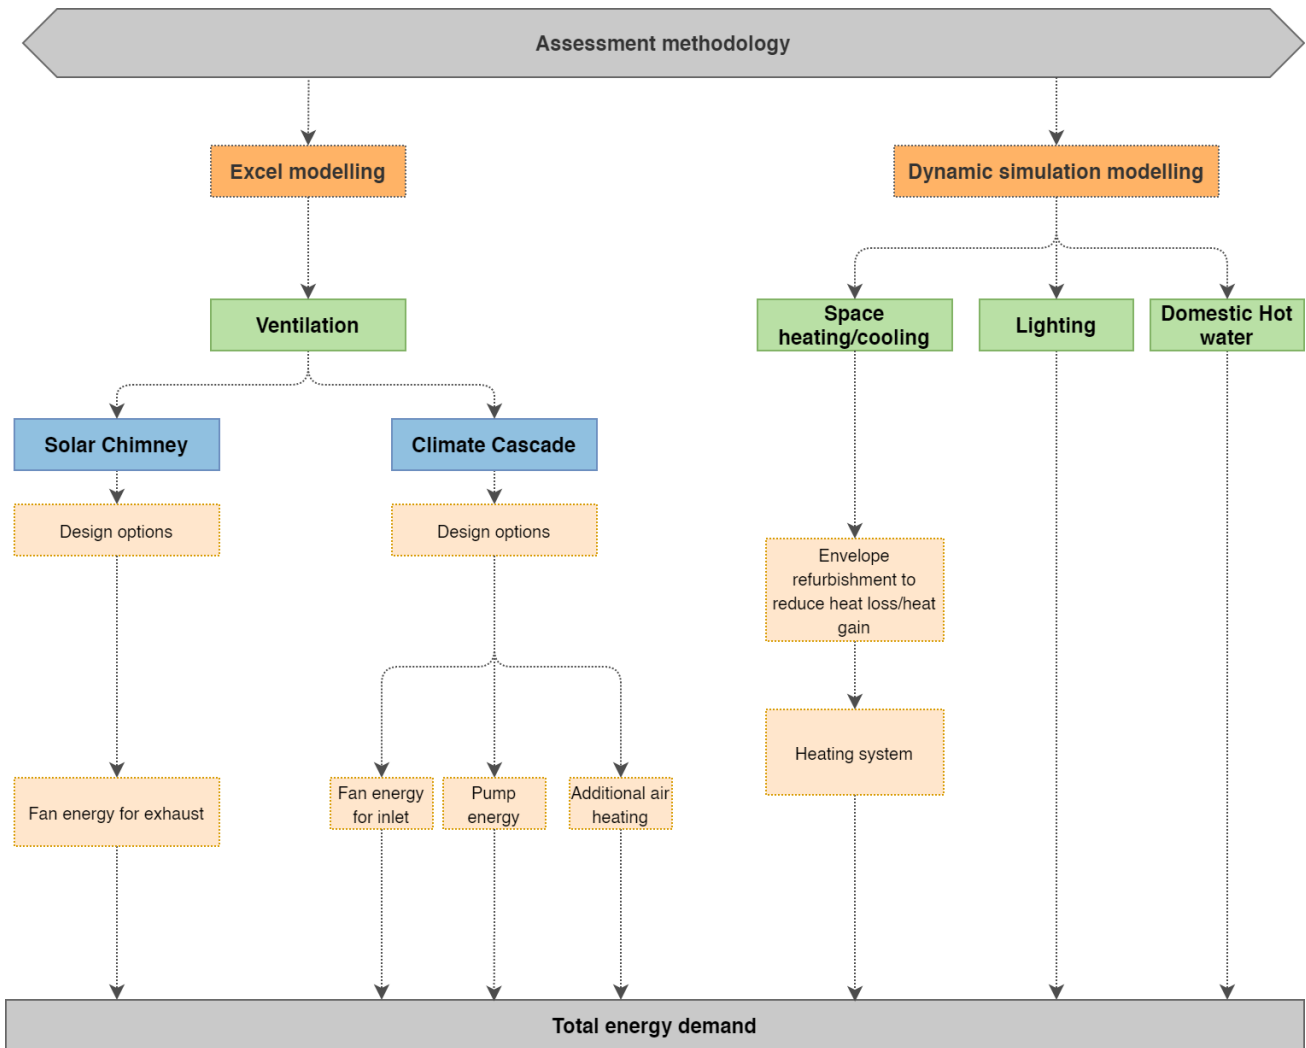 Assessment methodology
Excel modelling
Dynamic simulation modelling
Ventilation
Space
heating/cooling
Lighting
Domestic Hot
water
Solar Chimney
Climate Cascade
Design options
Design options
Envelope
refurbishment to
reduce heat loss/heat
gain
Heating system
Fan energy for exhaust
Fan energy
for inlet
Pump
energy
Additional air
heating
Total energy demand